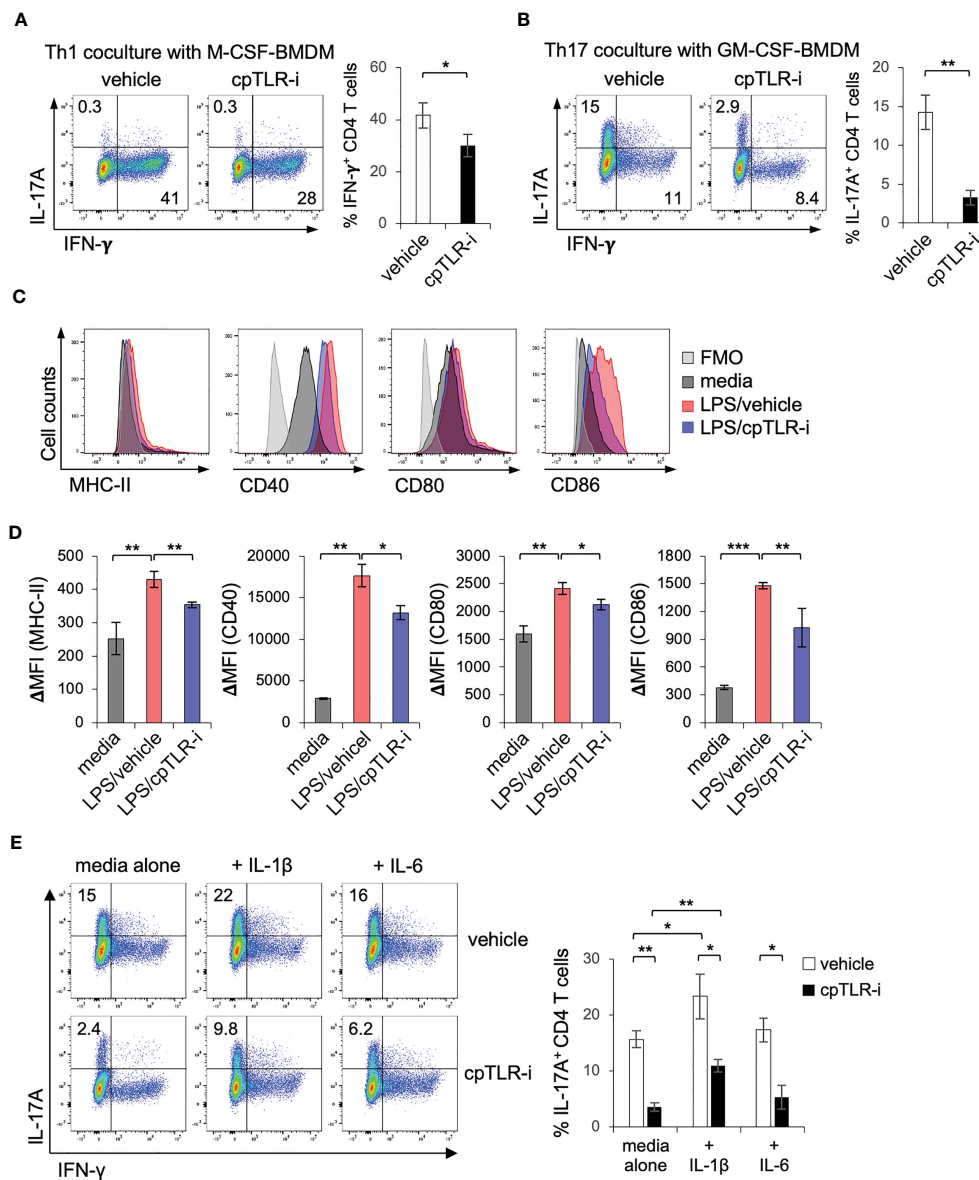 A
Th1 coculture with M-CSF-BMDM
vehicle
cpTLR-i
0.3
41
0.3
28
IL-17A
IFN-γ
% IFN-γ⁺ CD4 T cells
60
40
20
0
*
vehicle
cpTLR-i
B
Th17 coculture with GM-CSF-BMDM
vehicle
cpTLR-i
15
11
2.9
8.4
IL-17A
IFN-γ
% IL-17A⁺ CD4 T cells
20
15
10
5
0
**
vehicle
cpTLR-i
C
Cell counts
MHC-II
CD40
CD80
CD86
FMO
media
LPS/vehicle
LPS/cpTLR-i
D
ΔMFI (MHC-II)
500
400
300
200
100
0
** **
media
LPS/vehicle
LPS/cpTLR-i
ΔMFI (CD40)
20000
15000
10000
5000
0
** *
media
LPS/vehicel
LPS/cpTLR-i
ΔMFI (CD80)
3000
2500
2000
1500
1000
500
0
** *
media
LPS/vehicle
LPS/cpTLR-i
ΔMFI (CD86)
1800
1500
1200
900
600
300
0
*** **
media
LPS/vehicle
LPS/cpTLR-i
E
media alone
+ IL-1β
+ IL-6
15
22
16
vehicle
2.4
9.8
6.2
cpTLR-i
IL-17A
IFN-γ
% IL-17A⁺ CD4 T cells
30
20
10
0
**
*
** * *
vehicle
cpTLR-i
media alone
+ IL-1β
+ IL-6